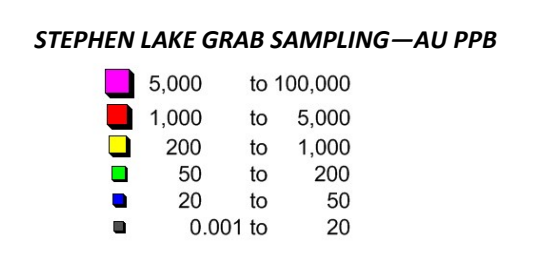 STEPHEN LAKE GRAB SAMPLING—AU PPB
5,000 to 100,000
1,000 to 5,000
200 to 1,000
50 to 200
20 to 50
0.001 to 20